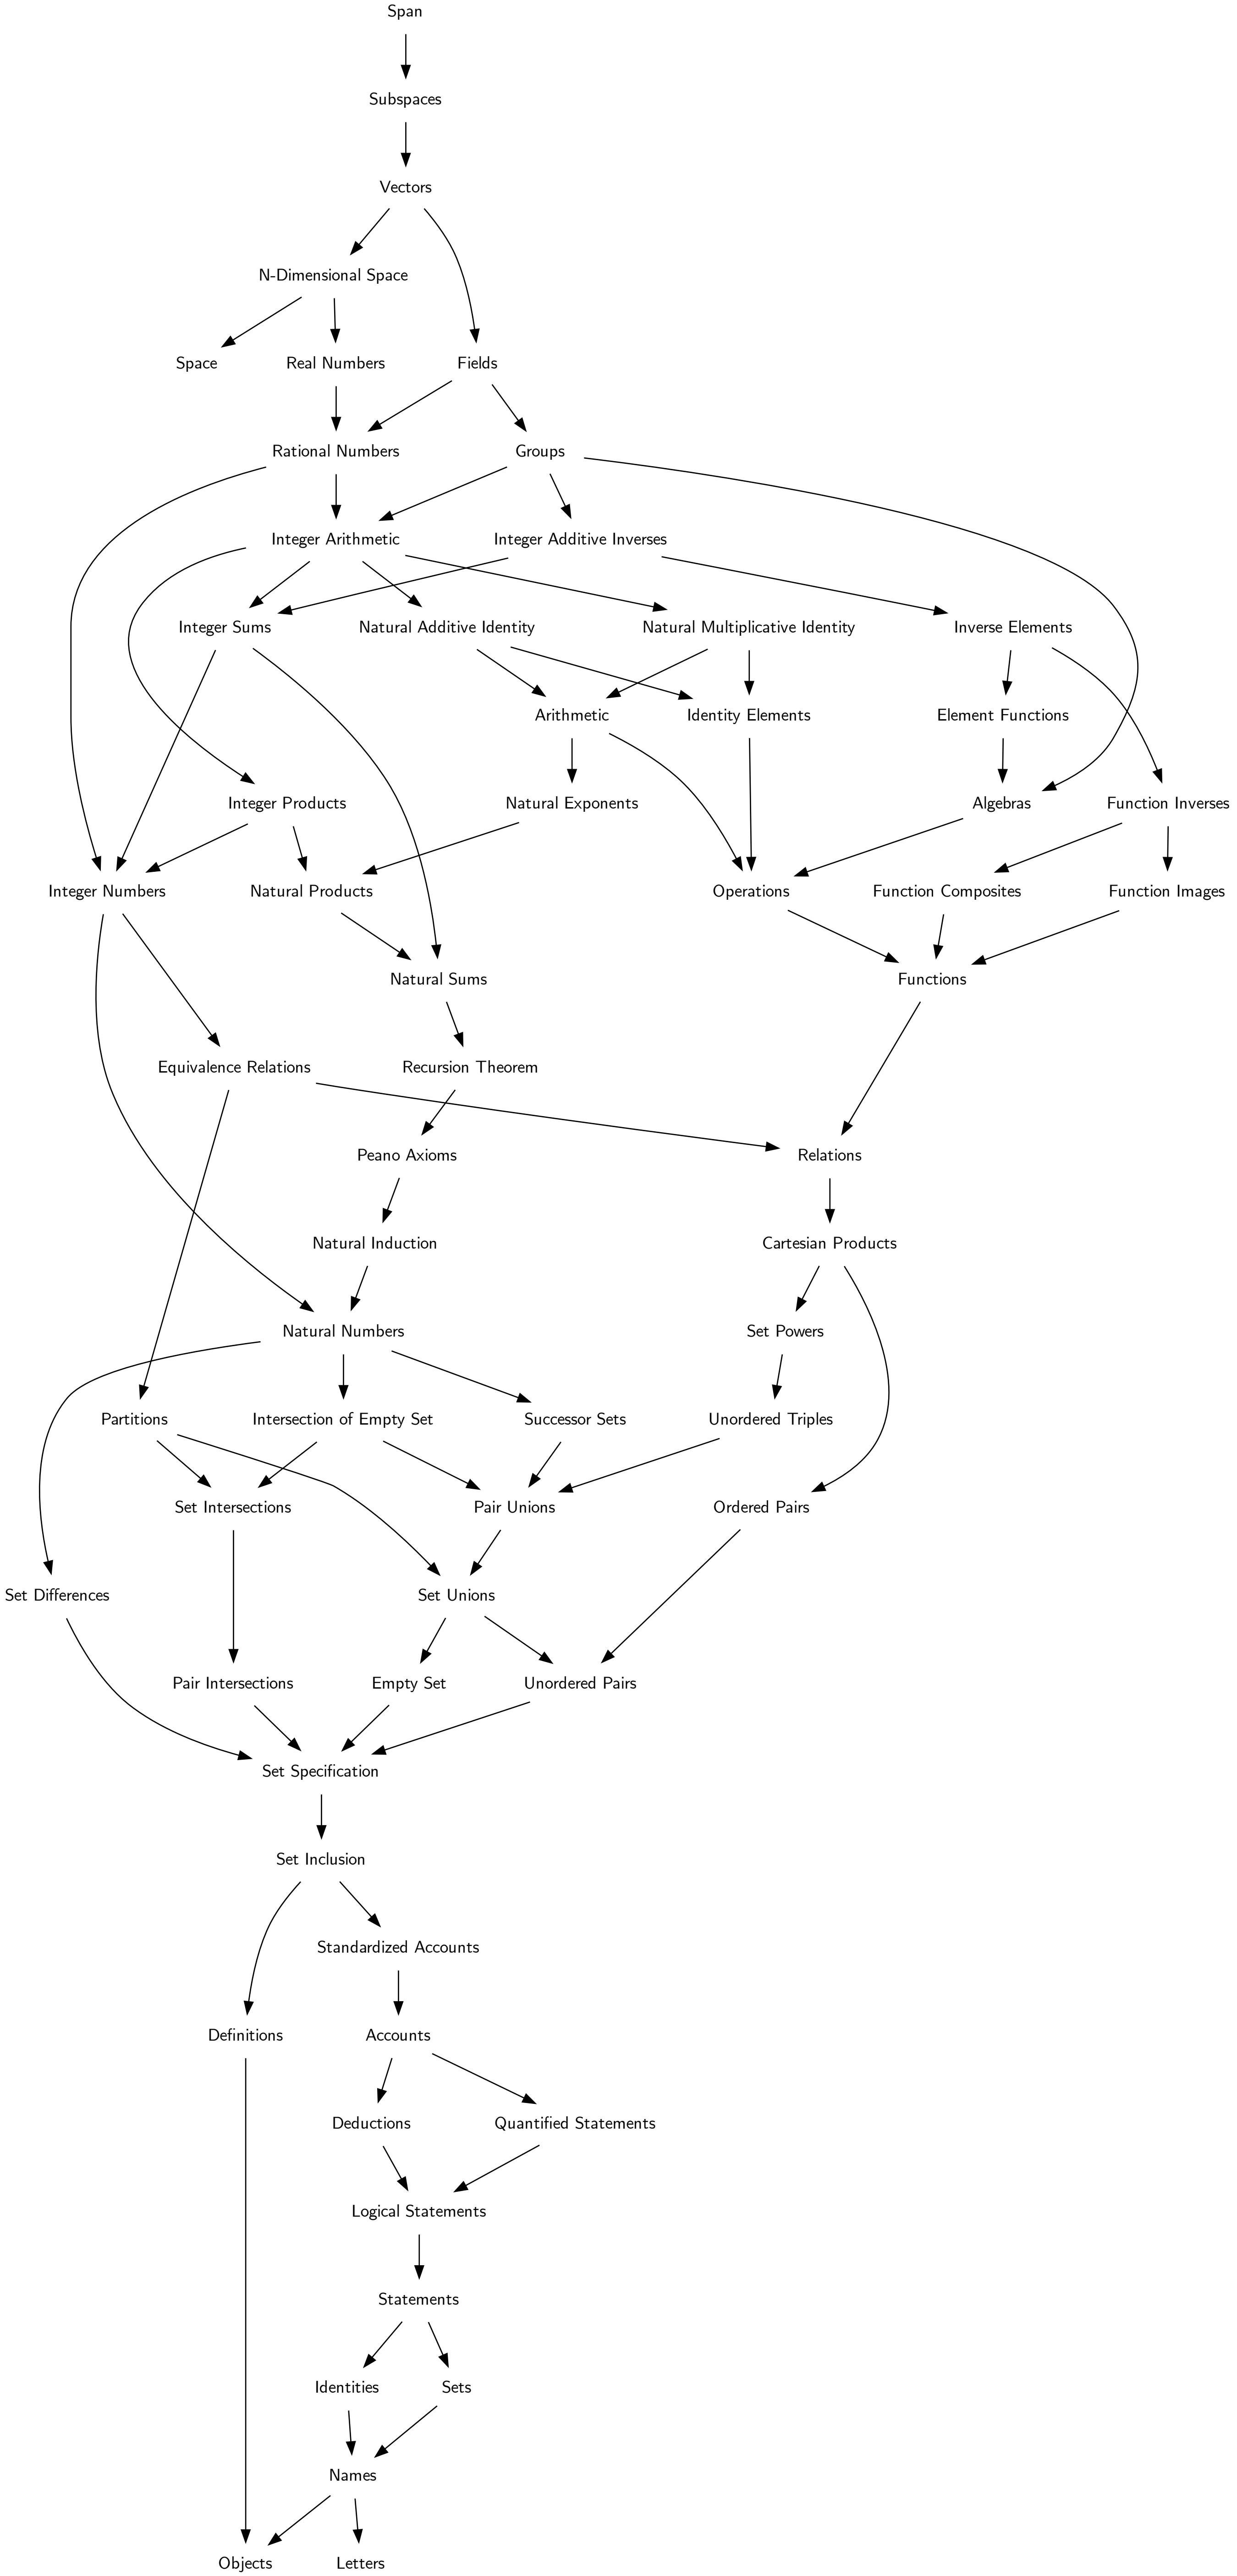 Span
Subspaces
Vectors
N-Dimensional Space
Space
Real Numbers
Fields
Rational Numbers
Groups
Integer Arithmetic
Integer Additive Inverses
Integer Sums
Natural Additive Identity
Natural Multiplicative Identity
Inverse Elements
Arithmetic
Identity Elements
Element Functions
Integer Products
Natural Exponents
Algebras
Function Inverses
Integer Numbers
Natural Products
Operations
Function Composites
Function Images
Natural Sums
Functions
Equivalence Relations
Recursion Theorem
Peano Axioms
Relations
Natural Induction
Cartesian Products
Natural Numbers
Set Powers
Partitions
Intersection of Empty Set
Successor Sets
Unordered Triples
Set Intersections
Pair Unions
Ordered Pairs
Set Differences
Set Unions
Pair Intersections
Empty Set
Unordered Pairs
Set Specification
Set Inclusion
Standardized Accounts
Definitions
Accounts
Deductions
Quantified Statements
Logical Statements
Statements
Identities
Sets
Names
Objects
Letters